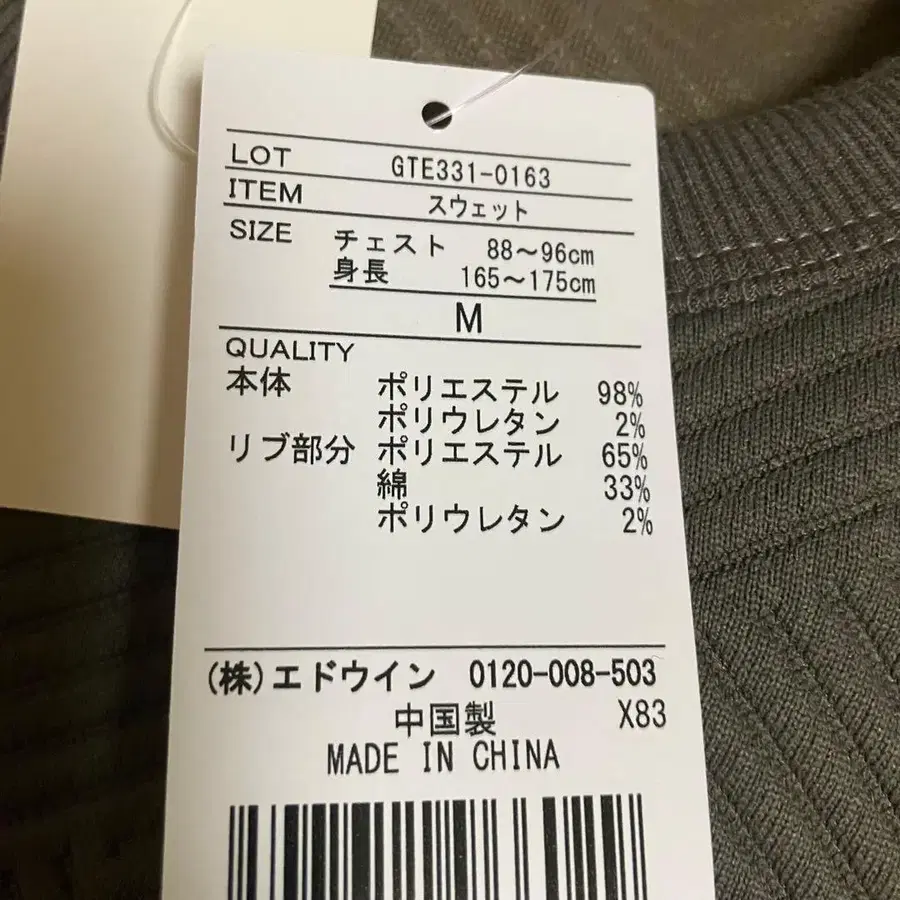 LOT GTE331-0163
ITEM スウェット
SIZE チェスト 88～96cm
身長 165～175cm
M
QUALITY
本体 ポリエステル 98%
ポリウレタン 2%
リブ部分 ポリエステル 65%
綿 33%
ポリウレタン 2%
(株)エドウイン 0120-008-503
中国製 X83
MADE IN CHINA